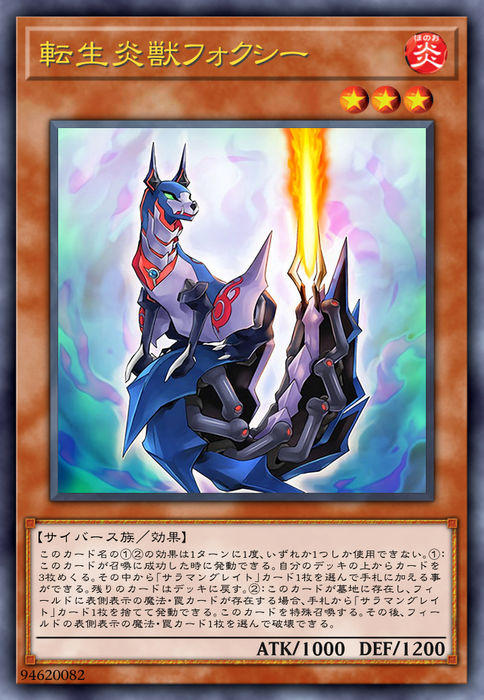 転生炎獣フォクシー
ほのお
炎
【サイバース族／効果】
このカード名の①②の効果は1ターンに1度、いずれか1つしか使用できない。①:
このカードが召喚に成功した時に発動できる。自分のデッキの上からカードを
3枚めくる。その中から「サラマングレイト」カード1枚を選んで手札に加える事
ができる。残りのカードはデッキに戻す。②:このカードが墓地に存在し、フィ
ールドに表側表示の魔法・罠カードが存在する場合、手札から「サラマングレイ
ト」カード1枚を捨てて発動できる。このカードを特殊召喚する。その後、フィー
ルドの表側表示の魔法・罠カード1枚を選んで破壊できる。
ATK/1000 DEF/1200
94620082